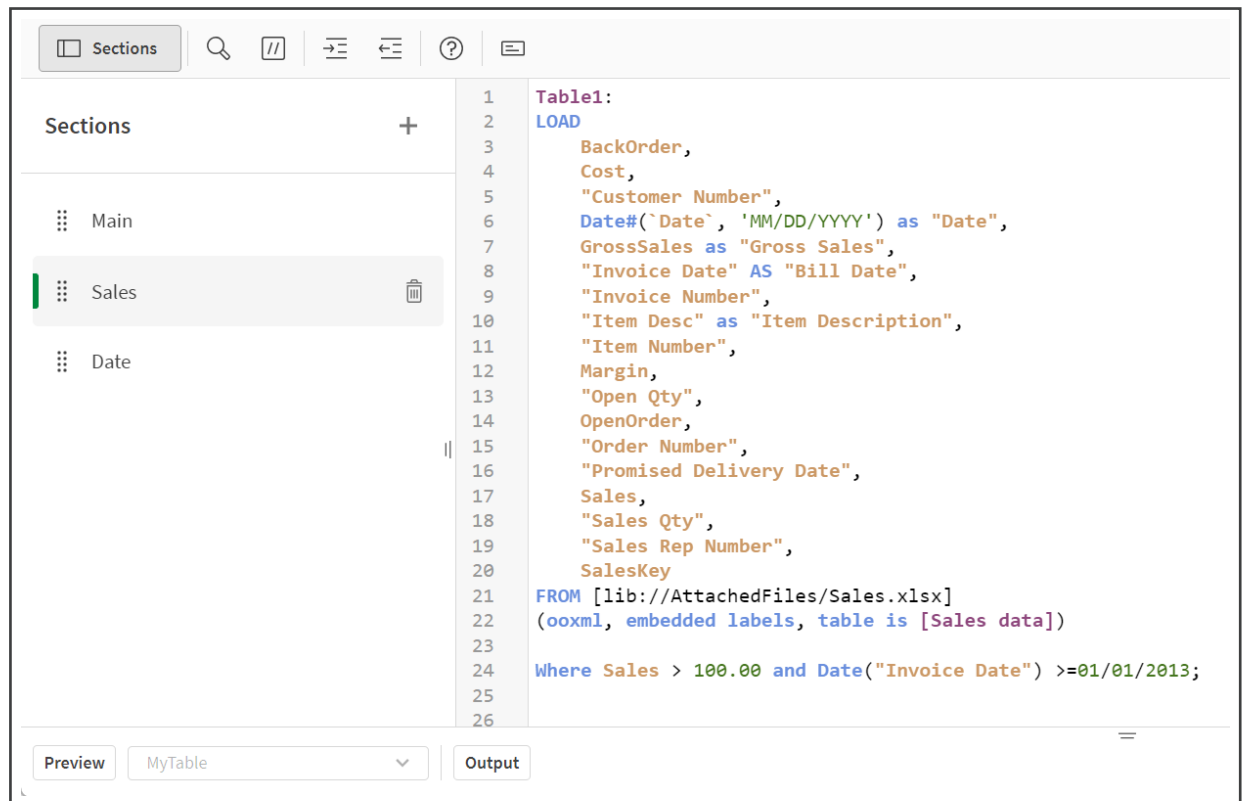 Sections
Sections
Main
Sales
Date
1 Table1:
2 LOAD
3 BackOrder,
4 Cost,
5 "Customer Number",
6 Date#(`Date`, 'MM/DD/YYYY') as "Date",
7 GrossSales as "Gross Sales",
8 "Invoice Date" AS "Bill Date",
9 "Invoice Number",
10 "Item Desc" as "Item Description",
11 "Item Number",
12 Margin,
13 "Open Qty",
14 OpenOrder,
15 "Order Number",
16 "Promised Delivery Date",
17 Sales,
18 "Sales Qty",
19 "Sales Rep Number",
20 SalesKey
21 FROM [lib://AttachedFiles/Sales.xlsx]
22 (ooxml, embedded labels, table is [Sales data])
23
24 Where Sales > 100.00 and Date("Invoice Date") >=01/01/2013;
25
26
Preview MyTable Output